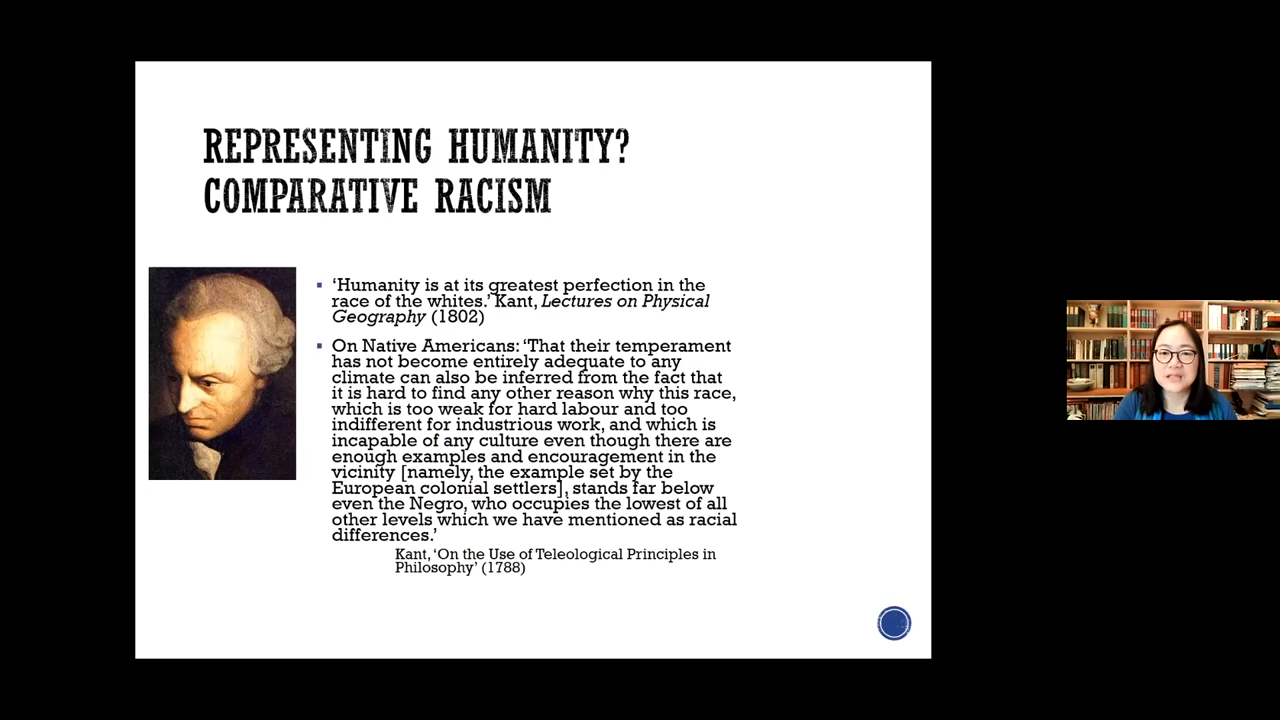 REPRESENTING HUMANITY?
COMPARATIVE RACISM
▪ ‘Humanity is at its greatest perfection in the
race of the whites.’ Kant, Lectures on Physical
Geography (1802)
▪ On Native Americans: ‘That their temperament
has not become entirely adequate to any
climate can also be inferred from the fact that
it is hard to find any other reason why this race,
which is too weak for hard labour and too
indifferent for industrious work, and which is
incapable of any culture even though there are
enough examples and encouragement in the
vicinity [namely, the example set by the
European colonial settlers], stands far below
even the Negro, who occupies the lowest of all
other levels which we have mentioned as racial
differences.’
Kant, ‘On the Use of Teleological Principles in
Philosophy’ (1788)